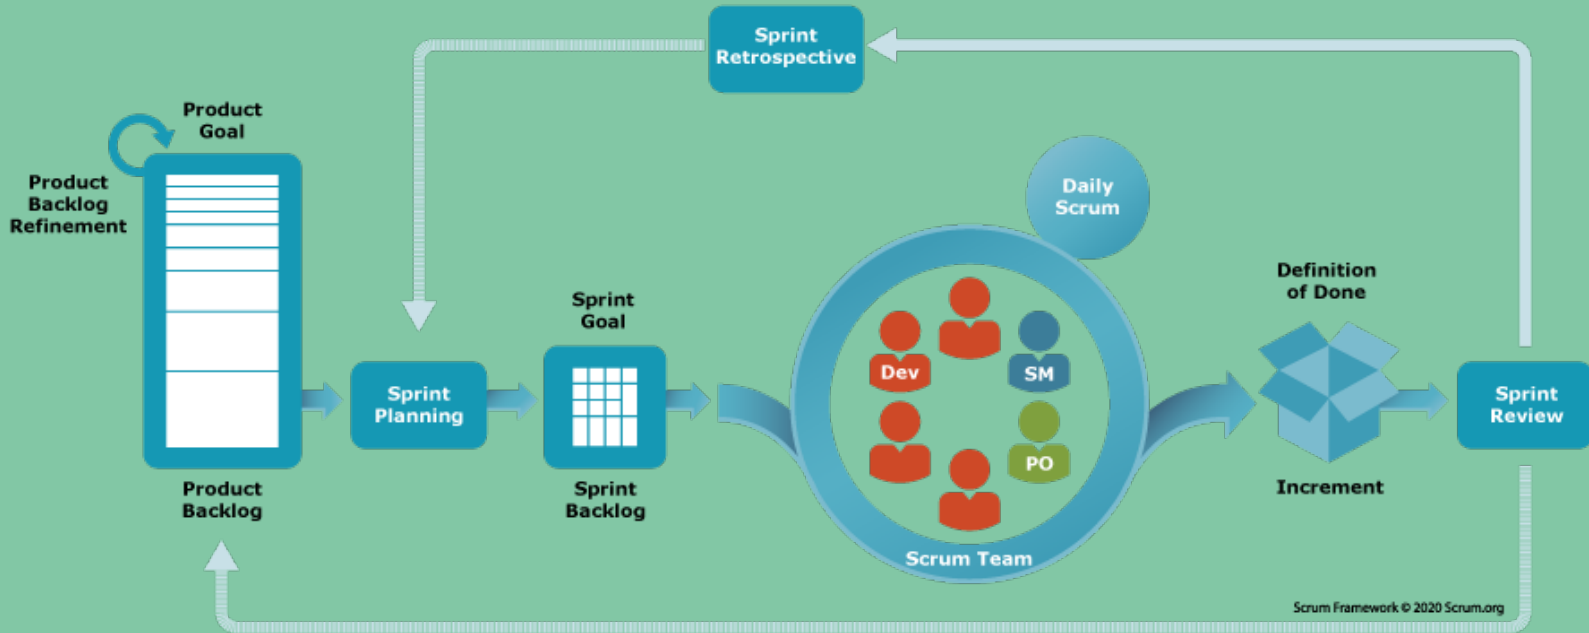 Sprint
Retrospective
Product
Goal
Product
Backlog
Refinement
Daily
Scrum
Definition
of Done
Sprint
Goal
Dev
SM
Sprint
Planning
Sprint
Review
PO
Product
Backlog
Sprint
Backlog
Increment
Scrum Team
Scrum Framework © 2020 Scrum.org